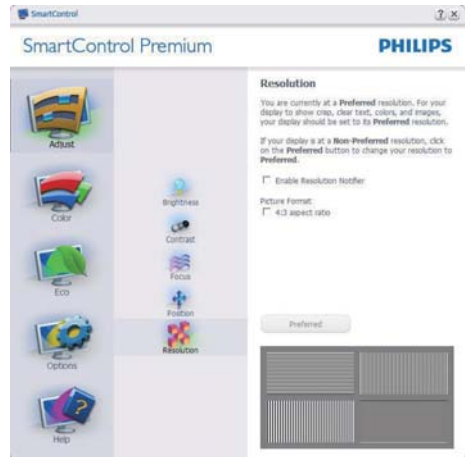 SmartControl
SmartControl Premium
PHILIPS
Adjust
Color
Eco
Options
Help
Brightness
Contrast
Focus
Position
Resolution
Resolution
You are currently at a Preferred resolution. For your
display to show crisp, clear text, colors, and images,
your display should be set to its Preferred resolution.
If your display is at a Non-Preferred resolution, click
on the Preferred button to change your resolution to
Preferred.
Enable Resolution Notifier
Picture Format:
4:3 aspect ratio
Preferred